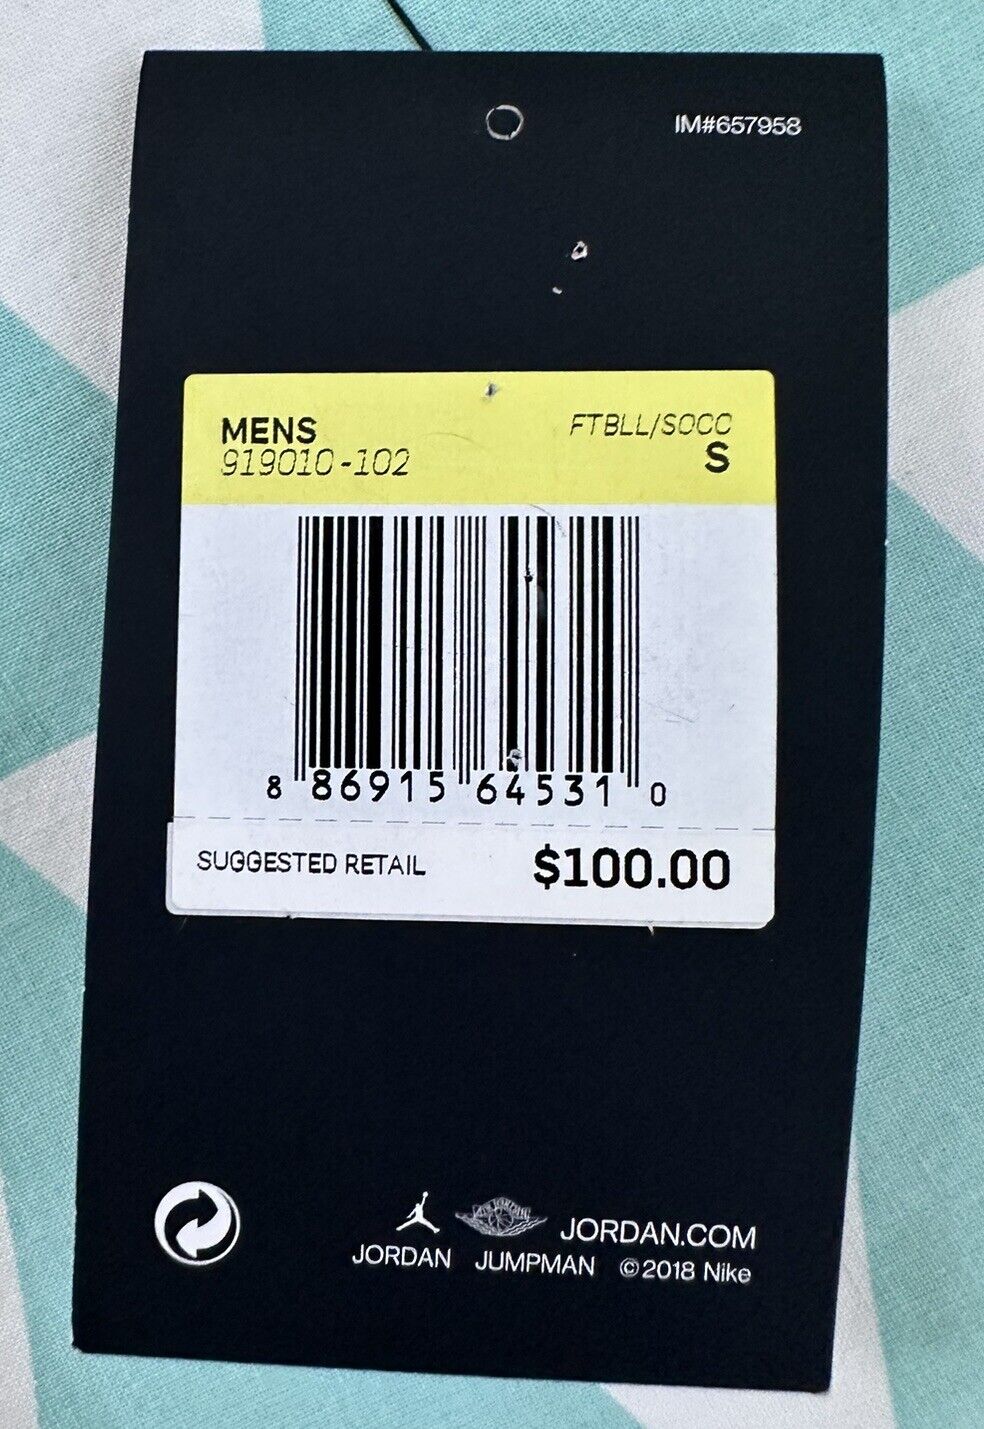 IM#657958
MENS FTBLL/SOCC
919010-102 S
8 86915 64531 0
SUGGESTED RETAIL $100.00
JORDAN.COM
JORDAN JUMPMAN ©2018 Nike